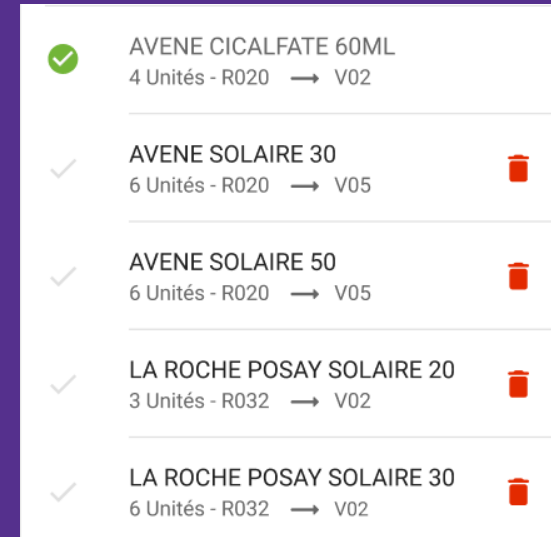 AVENE CICALFATE 60ML
4 Unités - R020 → V02
AVENE SOLAIRE 30
6 Unités - R020 → V05
AVENE SOLAIRE 50
6 Unités - R020 → V05
LA ROCHE POSAY SOLAIRE 20
3 Unités - R032 → V02
LA ROCHE POSAY SOLAIRE 30
6 Unités - R032 → V02